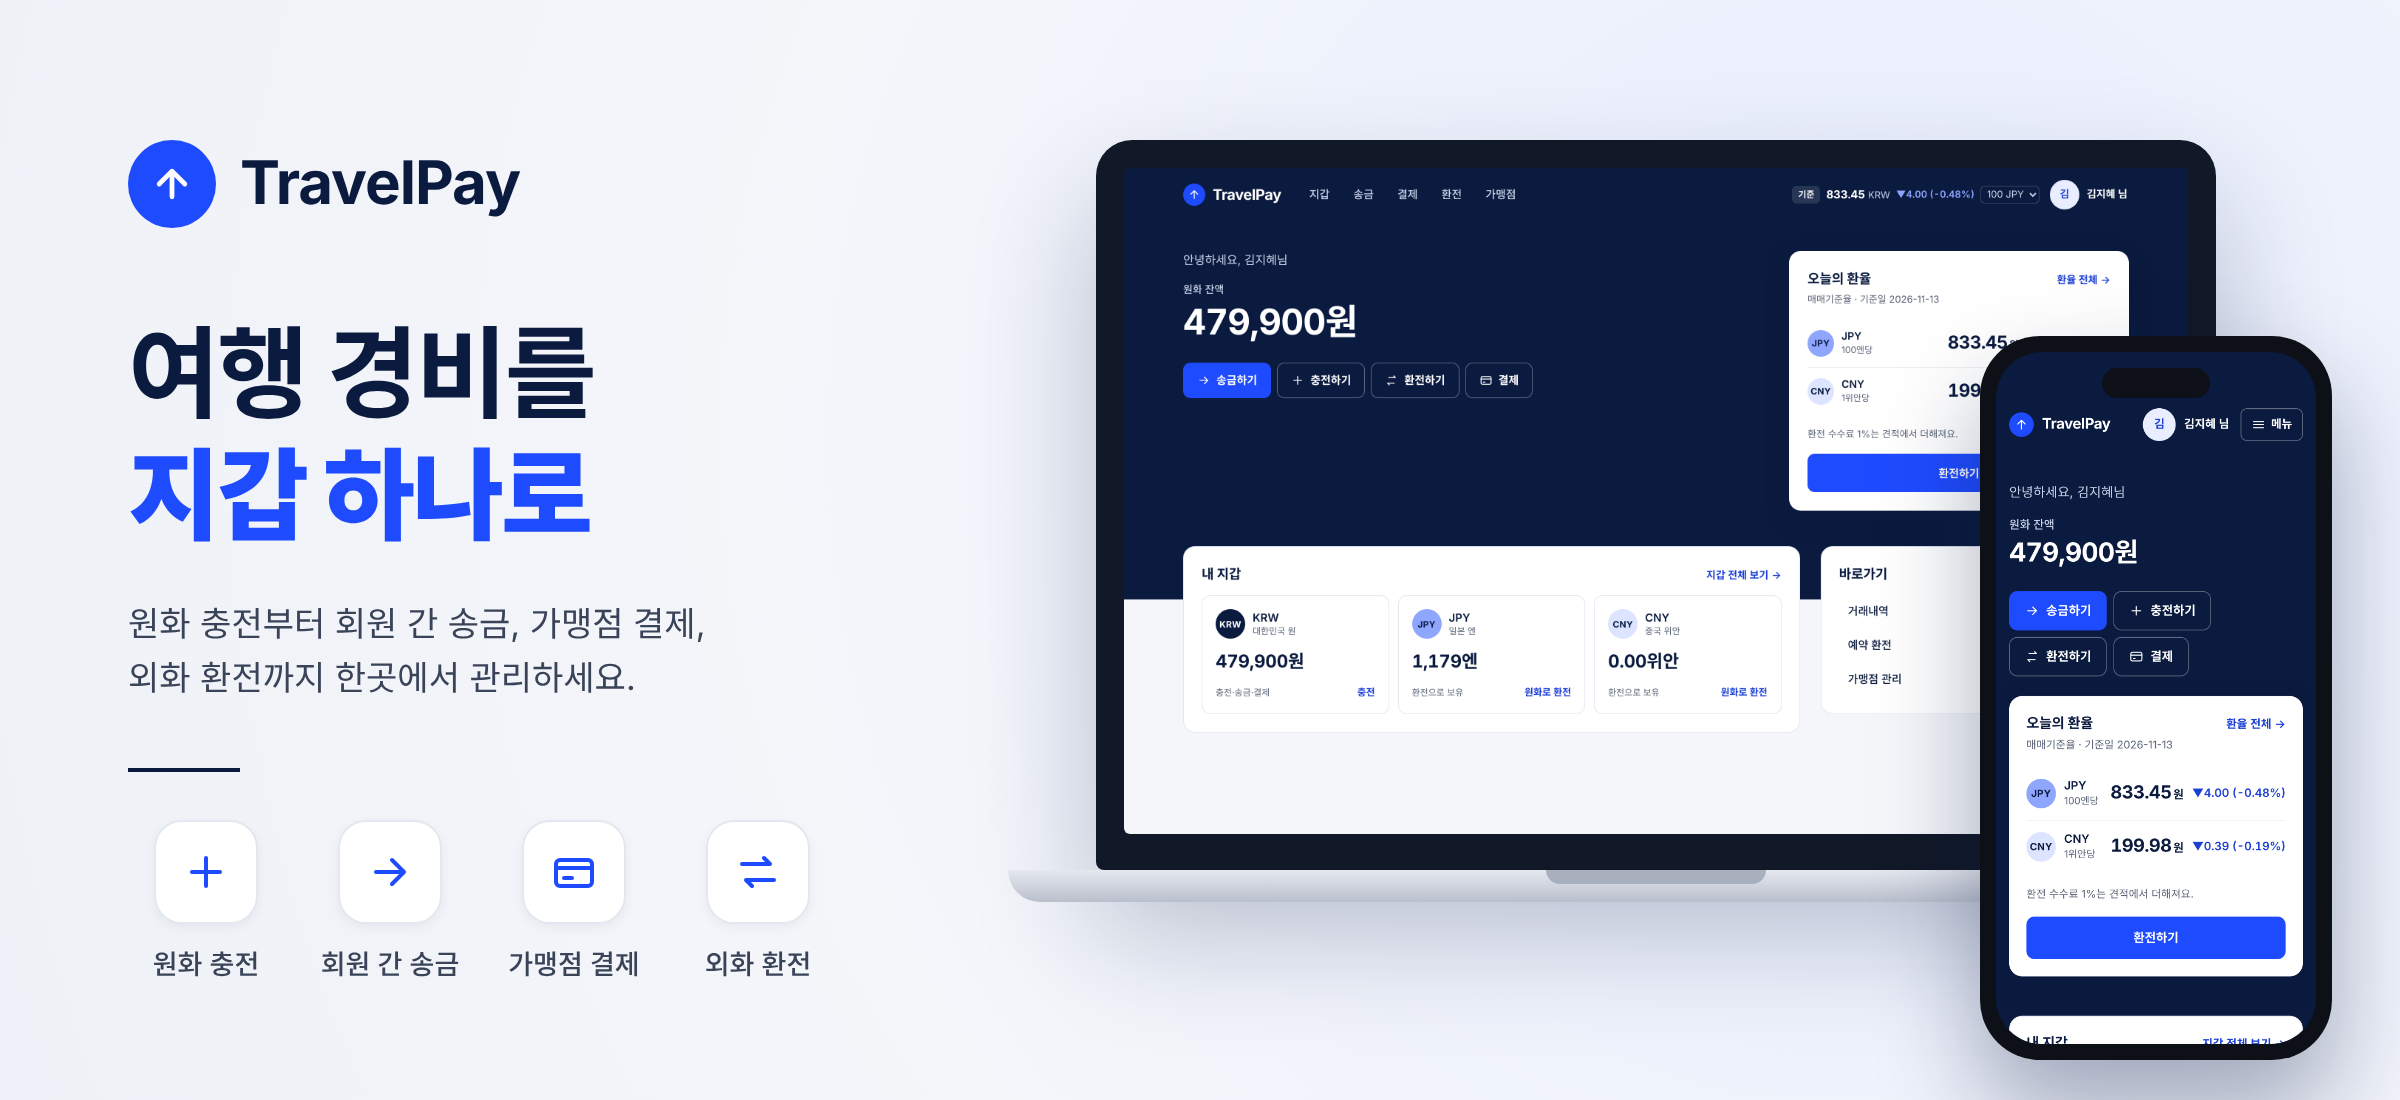 TravelPay
여행 경비를
지갑 하나로
원화 충전부터 회원 간 송금, 가맹점 결제,
외화 환전까지 한곳에서 관리하세요.
원화 충전
회원 간 송금
가맹점 결제
외화 환전
TravelPay 지갑 송금 결제 환전 가맹점 기준 833.45 KRW ▼4.00 (-0.48%) 100 JPY 김 김지혜 님
안녕하세요, 김지혜님
원화 잔액
479,900원
송금하기 충전하기 환전하기 결제
오늘의 환율 환율 전체 →
매매기준율 · 기준일 2026-11-13
JPY JPY 833.45
100엔당
CNY CNY 199
1위안당
환전 수수료 1%는 견적에서 더해져요.
환전하기
내 지갑 지갑 전체 보기 →
KRW KRW
대한민국 원
479,900원
충전·송금·결제 충전
JPY JPY
일본 엔
1,179엔
환전으로 보유 원화로 환전
CNY CNY
중국 위안
0.00위안
환전으로 보유 원화로 환전
바로가기
거래내역
예약 환전
가맹점 관리
TravelPay 김 김지혜 님 메뉴
안녕하세요, 김지혜님
원화 잔액
479,900원
송금하기 충전하기
환전하기 결제
오늘의 환율 환율 전체 →
매매기준율 · 기준일 2026-11-13
JPY JPY 833.45원 ▼4.00 (-0.48%)
100엔당
CNY CNY 199.98원 ▼0.39 (-0.19%)
1위안당
환전 수수료 1%는 견적에서 더해져요.
환전하기
내 지갑 지갑 전체 보기 →